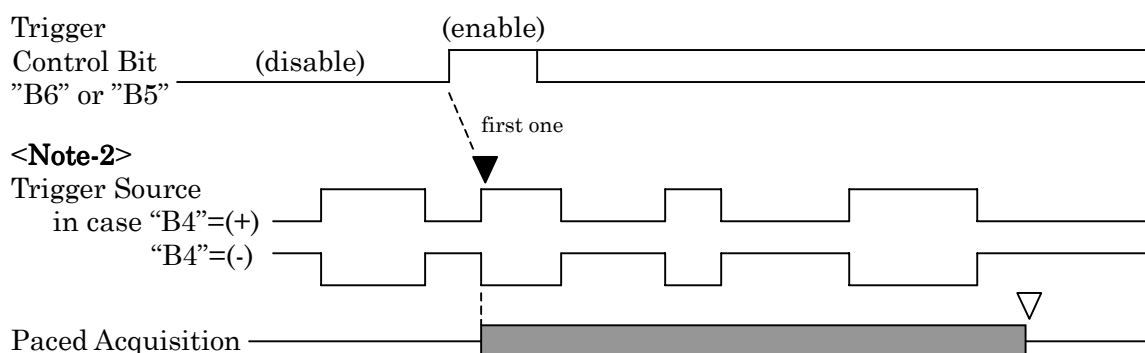 Trigger
Control Bit
”B6” or ”B5”
(disable)
(enable)
first one
<Note-2>
Trigger Source
in case “B4”=(+)
“B4”=(-)
Paced Acquisition